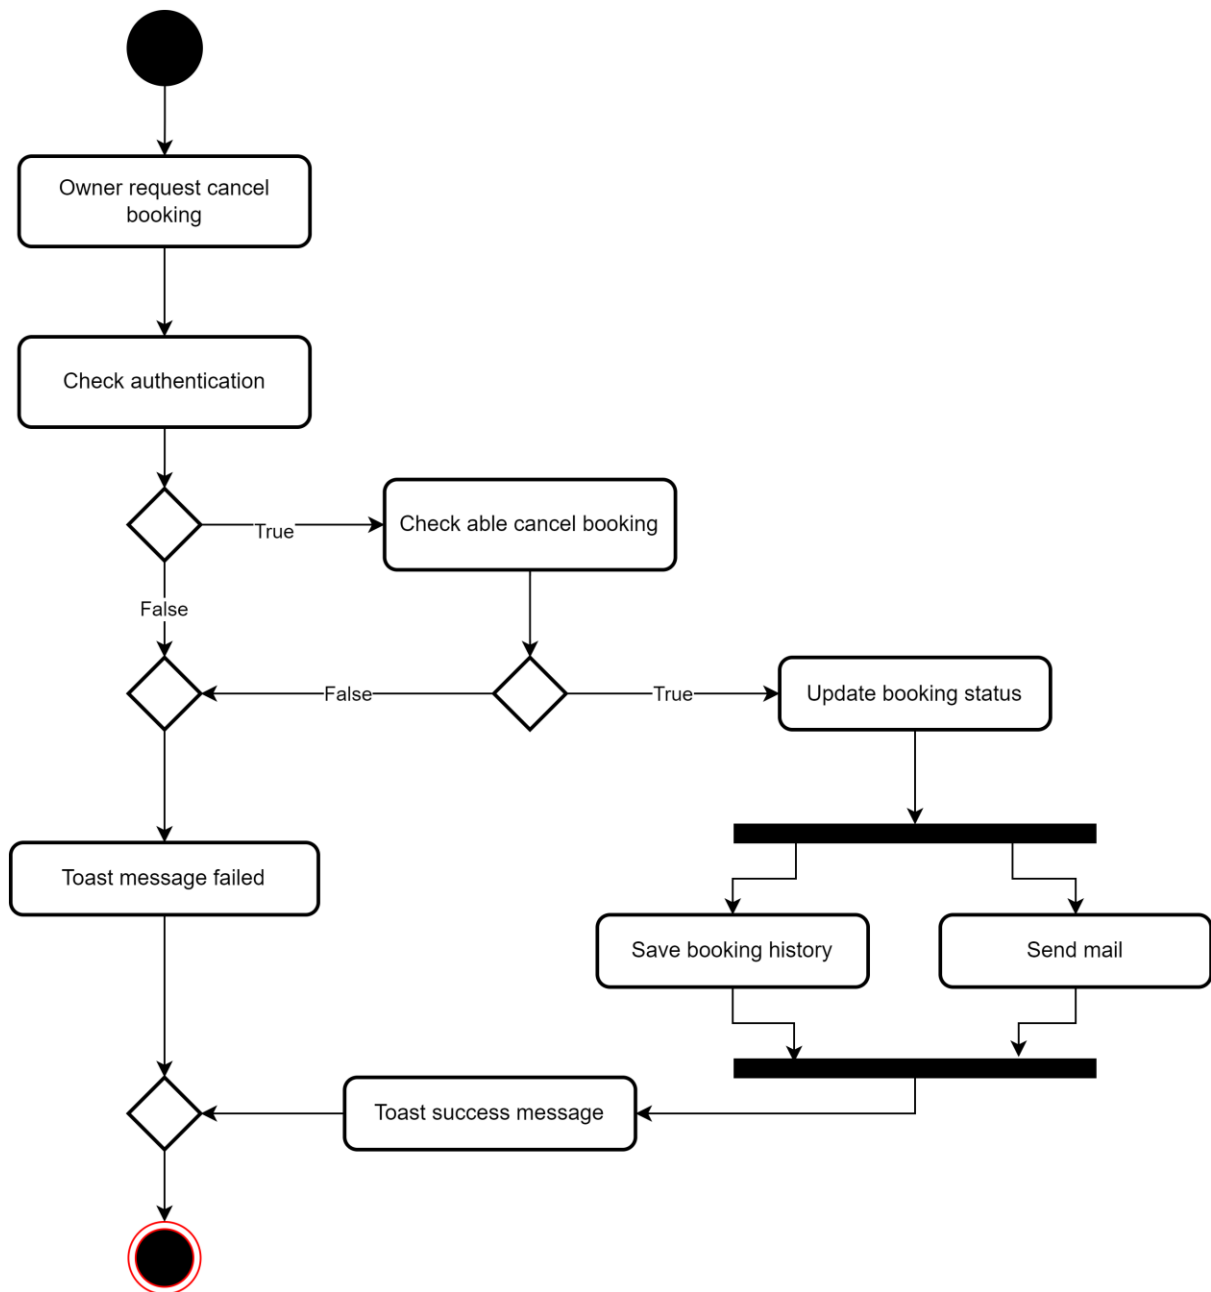 Owner request cancel
booking
Check authentication
True
Check able cancel booking
False
False
True
Update booking status
Toast message failed
Save booking history
Send mail
Toast success message